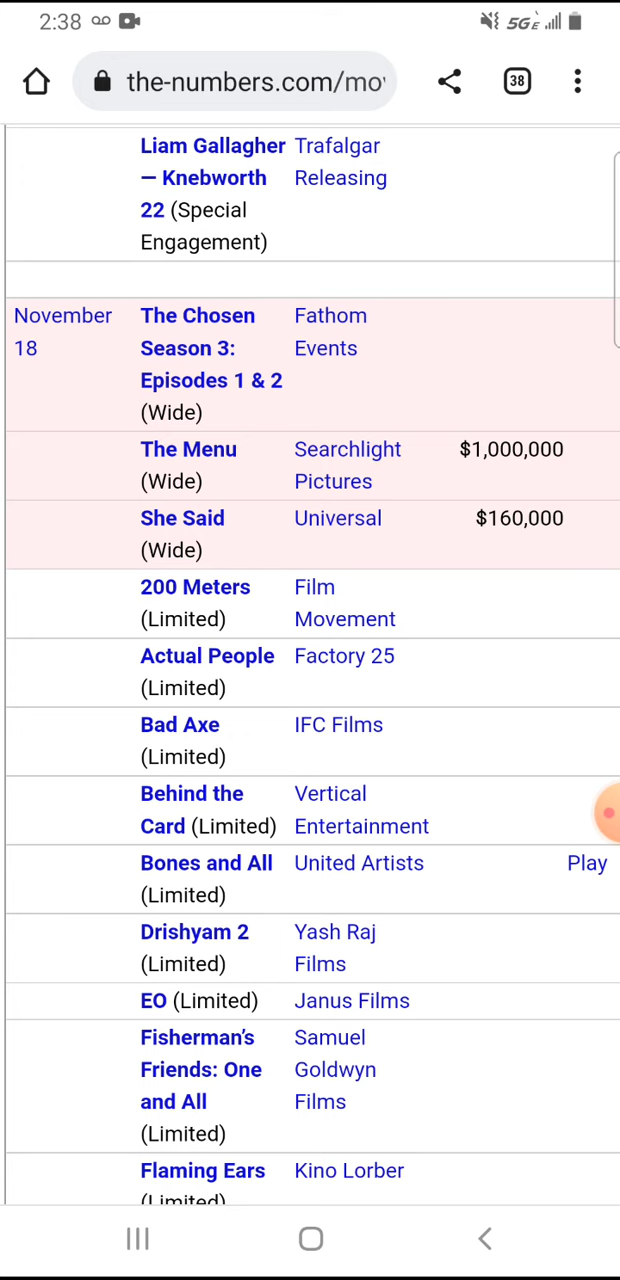 2:38
5GE
the-numbers.com/mo
38
Liam Gallagher Trafalgar
— Knebworth Releasing
22 (Special
Engagement)
November The Chosen Fathom
18 Season 3: Events
Episodes 1 & 2
(Wide)
The Menu Searchlight $1,000,000
(Wide) Pictures
She Said Universal $160,000
(Wide)
200 Meters Film
(Limited) Movement
Actual People Factory 25
(Limited)
Bad Axe IFC Films
(Limited)
Behind the Vertical
Card (Limited) Entertainment
Bones and All United Artists Play
(Limited)
Drishyam 2 Yash Raj
(Limited) Films
EO (Limited) Janus Films
Fisherman's Samuel
Friends: One Goldwyn
and All Films
(Limited)
Flaming Ears Kino Lorber
(Limited)